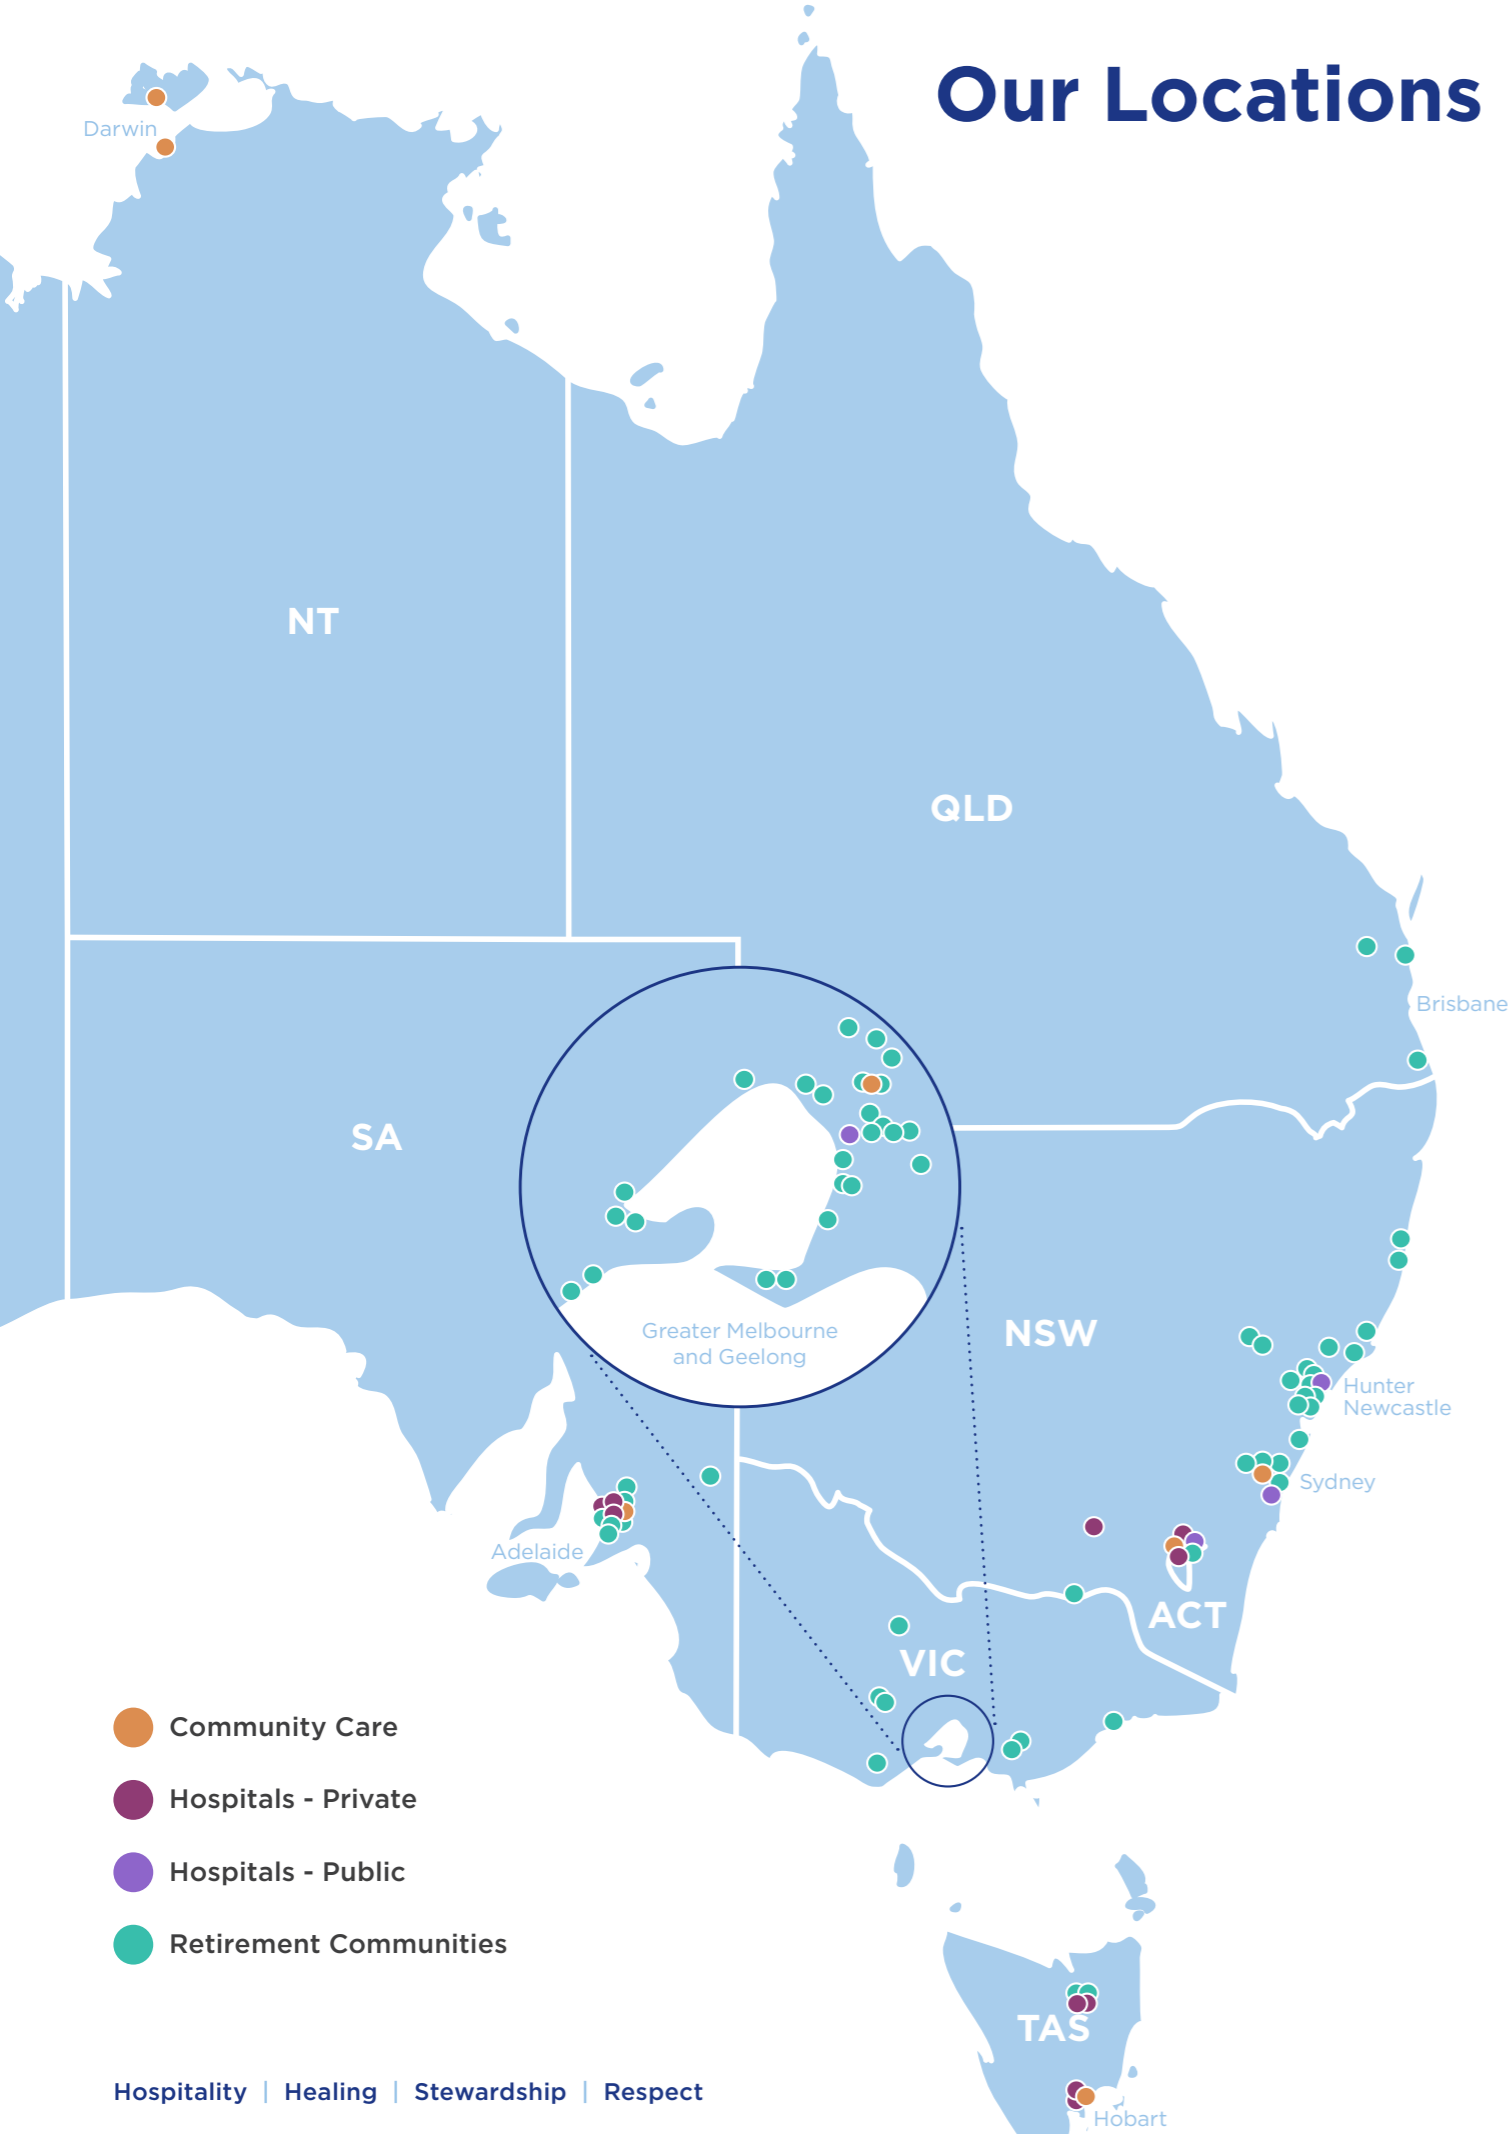 Our Locations
Darwin
NT
QLD
Brisbane
SA
Greater Melbourne
and Geelong
NSW
Hunter
Newcastle
Sydney
Adelaide
ACT
VIC
Community Care
Hospitals - Private
Hospitals - Public
Retirement Communities
TAS
Hospitality | Healing | Stewardship | Respect
Hobart